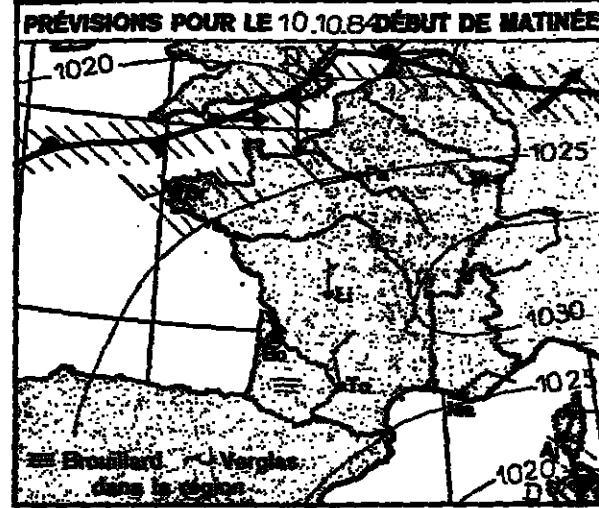 PRÉVISIONS POUR LE 10.10.84 DÉBUT DE MATINÉE
1020
1025
1030
1025
1020
Brouillard Verglas
dans la région